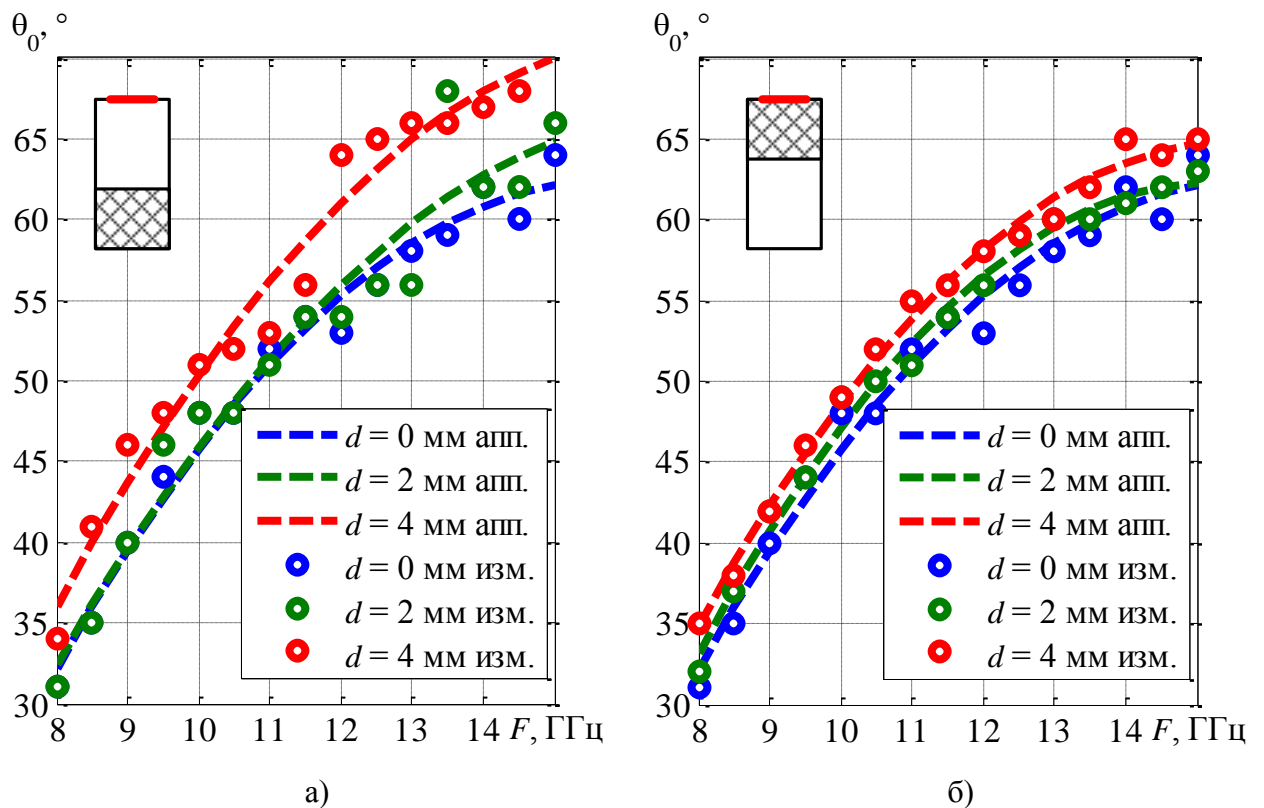 θ0, °
65
60
55
50
45
40
35
30
8 9 10 11 12 13 14 F, ГГц
d = 0 мм апп.
d = 2 мм апп.
d = 4 мм апп.
d = 0 мм изм.
d = 2 мм изм.
d = 4 мм изм.
а)
θ0, °
65
60
55
50
45
40
35
30
8 9 10 11 12 13 14 F, ГГц
d = 0 мм апп.
d = 2 мм апп.
d = 4 мм апп.
d = 0 мм изм.
d = 2 мм изм.
d = 4 мм изм.
б)